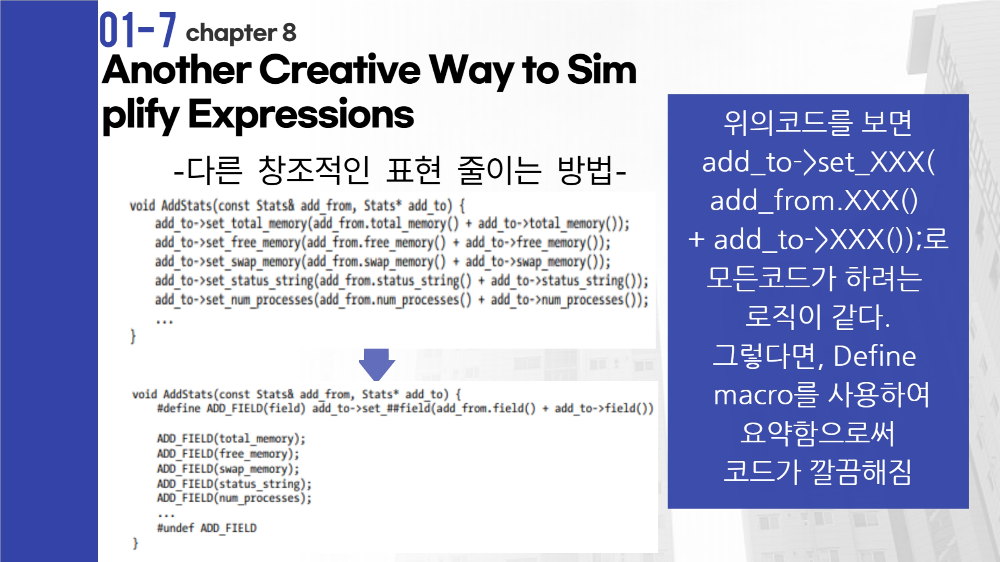 01-7 chapter 8
Another Creative Way to Sim
plify Expressions
-다른 창조적인 표현 줄이는 방법-
void AddStats(const Stats& add_from, Stats* add_to) {
    add_to->set_total_memory(add_from.total_memory() + add_to->total_memory());
    add_to->set_free_memory(add_from.free_memory() + add_to->free_memory());
    add_to->set_swap_memory(add_from.swap_memory() + add_to->swap_memory());
    add_to->set_status_string(add_from.status_string() + add_to->status_string());
    add_to->set_num_processes(add_from.num_processes() + add_to->num_processes());
    ...
}
void AddStats(const Stats& add_from, Stats* add_to) {
    #define ADD_FIELD(field) add_to->set_##field(add_from.field() + add_to->field())
    ADD_FIELD(total_memory);
    ADD_FIELD(free_memory);
    ADD_FIELD(swap_memory);
    ADD_FIELD(status_string);
    ADD_FIELD(num_processes);
    ...
    #undef ADD_FIELD
}
위의코드를 보면
add_to->set_XXX(
add_from.XXX()
+ add_to->XXX());로
모든코드가 하려는
로직이 같다.
그렇다면, Define
macro를 사용하여
요약함으로써
코드가 깔끔해짐